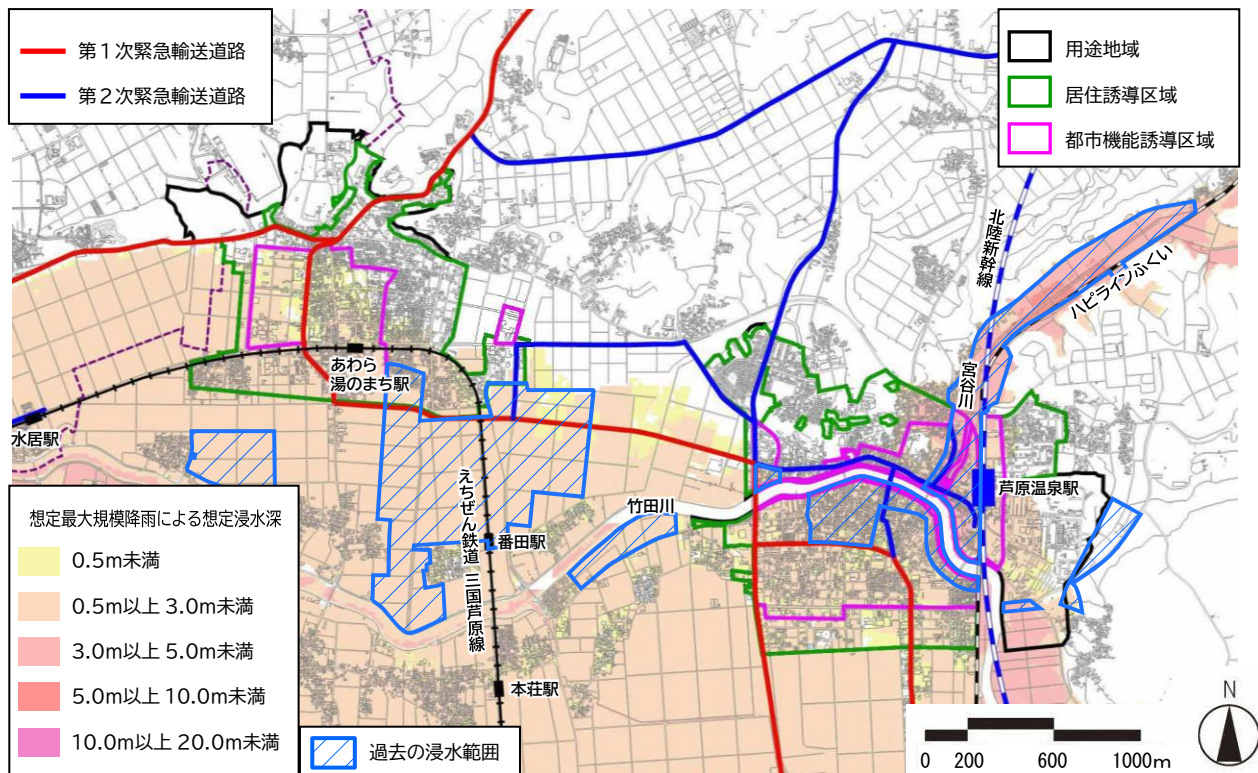 第1次緊急輸送道路
第2次緊急輸送道路
用途地域
居住誘導区域
都市機能誘導区域
北陸新幹線
ハピラインふくい
あわら
湯のまち駅
宮谷川
水居駅
えちぜん鉄道 三国芦原線
竹田川
芦原温泉駅
番田駅
本荘駅
想定最大規模降雨による想定浸水深
0.5m未満
0.5m以上 3.0m未満
3.0m以上 5.0m未満
5.0m以上 10.0m未満
10.0m以上 20.0m未満
過去の浸水範囲
N
0 200 600 1000m